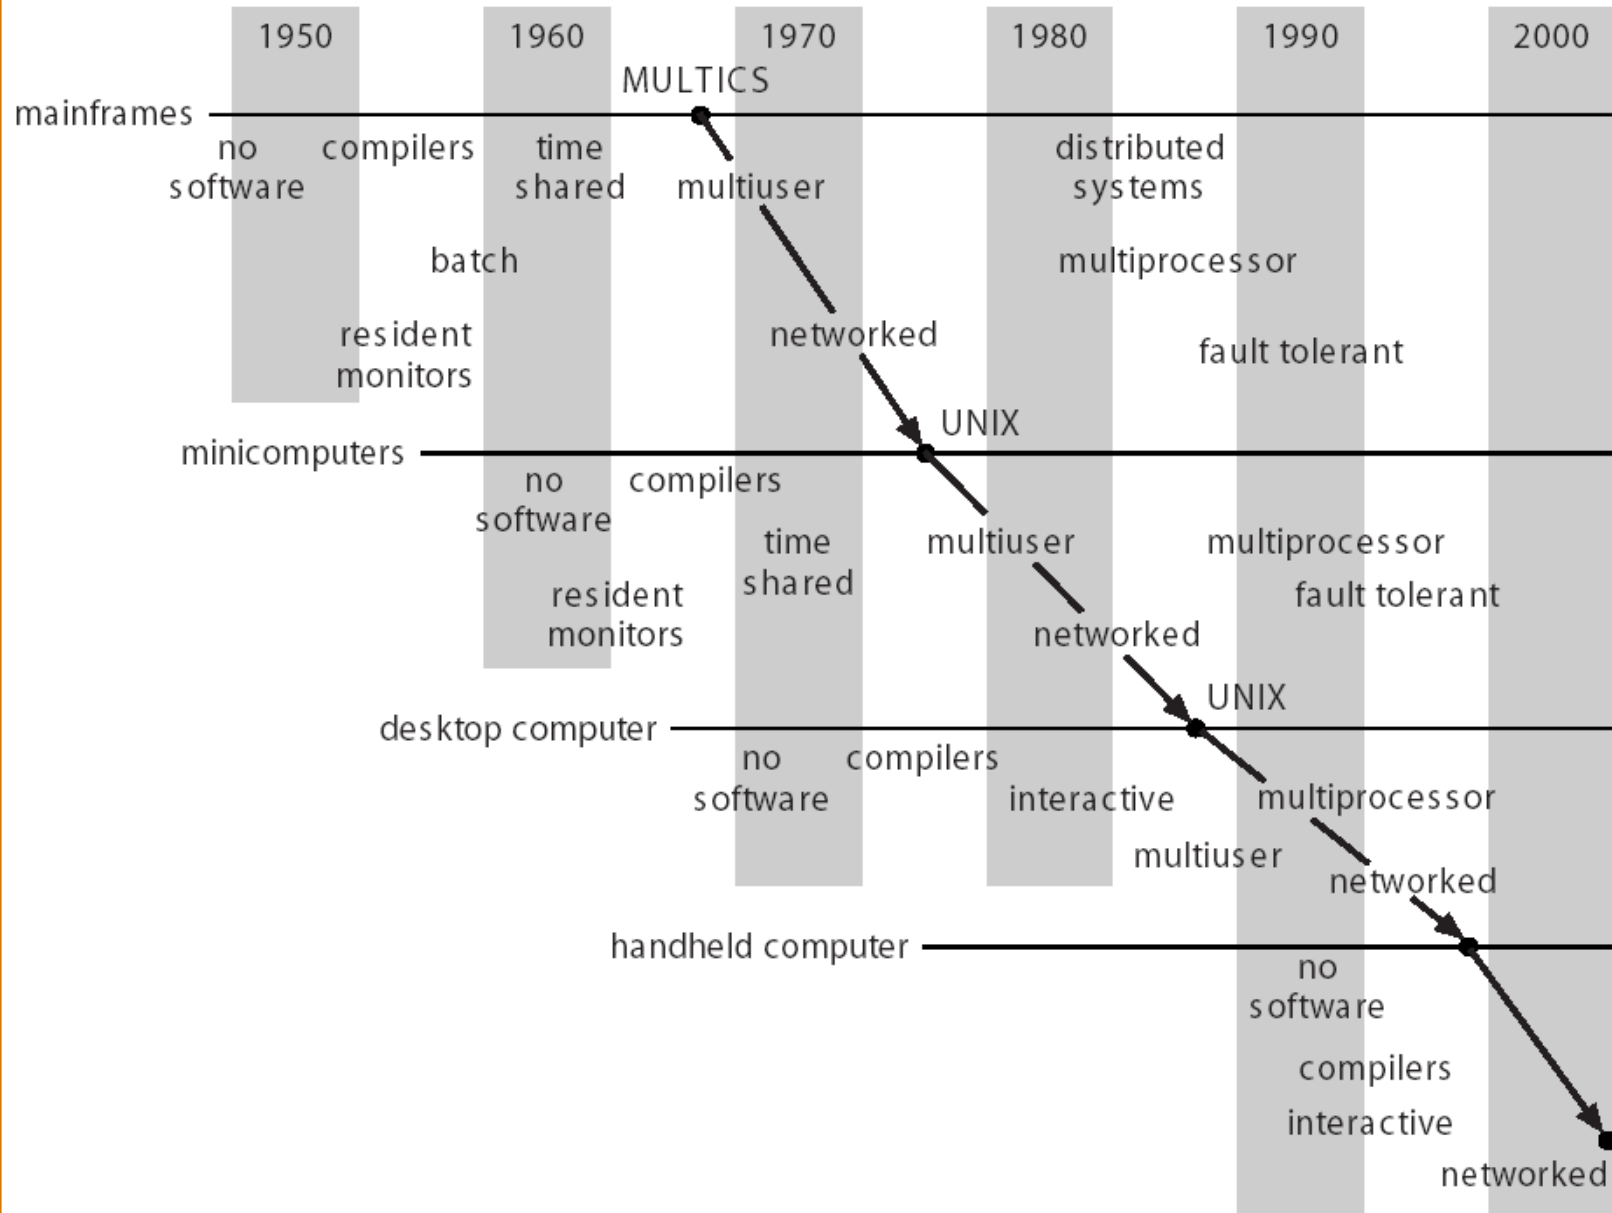 1950 1960 1970 1980 1990 2000
MULTICS
mainframes
no compilers time distributed
software shared multiuser systems
batch multiprocessor
resident networked
monitors fault tolerant
UNIX
minicomputers
no compilers
software
time multiuser multiprocessor
shared
resident fault tolerant
monitors networked
UNIX
desktop computer
no compilers
software interactive multiprocessor
multiuser
networked
handheld computer
no
software
compilers
interactive
networked